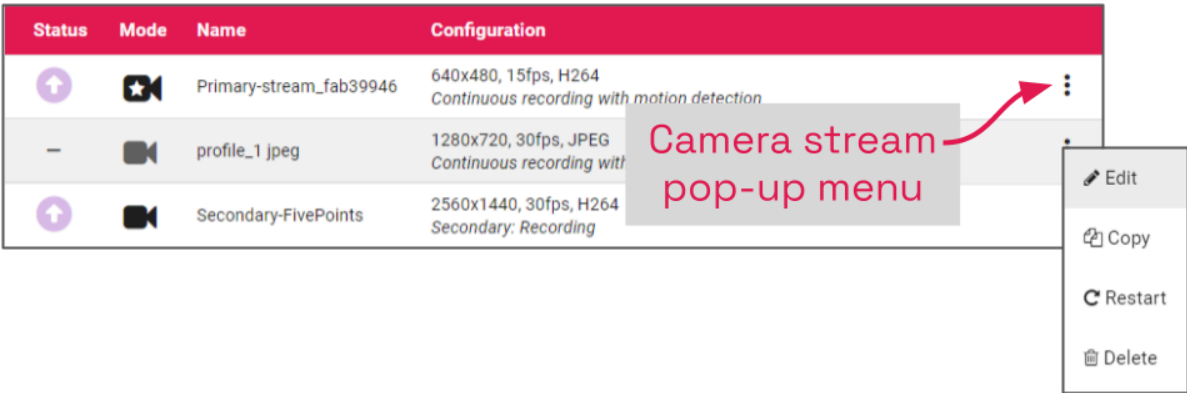 Status Mode Name Configuration
Primary-stream_fab39946
640x480, 15fps, H264
Continuous recording with motion detection
profile_1 jpeg
1280x720, 30fps, JPEG
Continuous recording with
Secondary-FivePoints
2560x1440, 30fps, H264
Secondary: Recording
Camera stream
pop-up menu
Edit
Copy
Restart
Delete